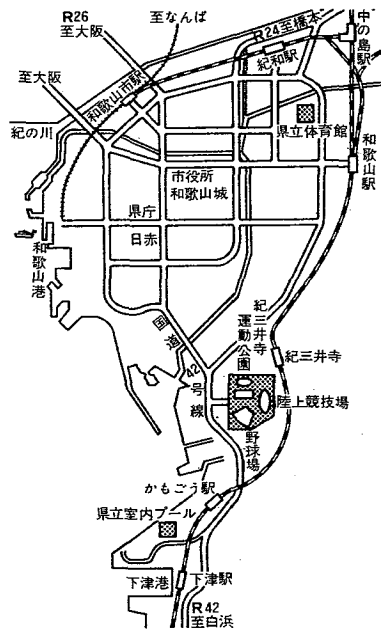 R26
至大阪
至なんば
R24至橋本
中の島駅
至大阪
紀和駅
和歌山市駅
紀の川
県立体育館
和歌山駅
市役所
和歌山城
県庁
日赤
和歌山港
国道42号線
紀三井寺
運動公園
紀三井寺
陸上競技場
野球場
かもごう駅
県立室内プール
下津港
下津駅
R42
至白浜